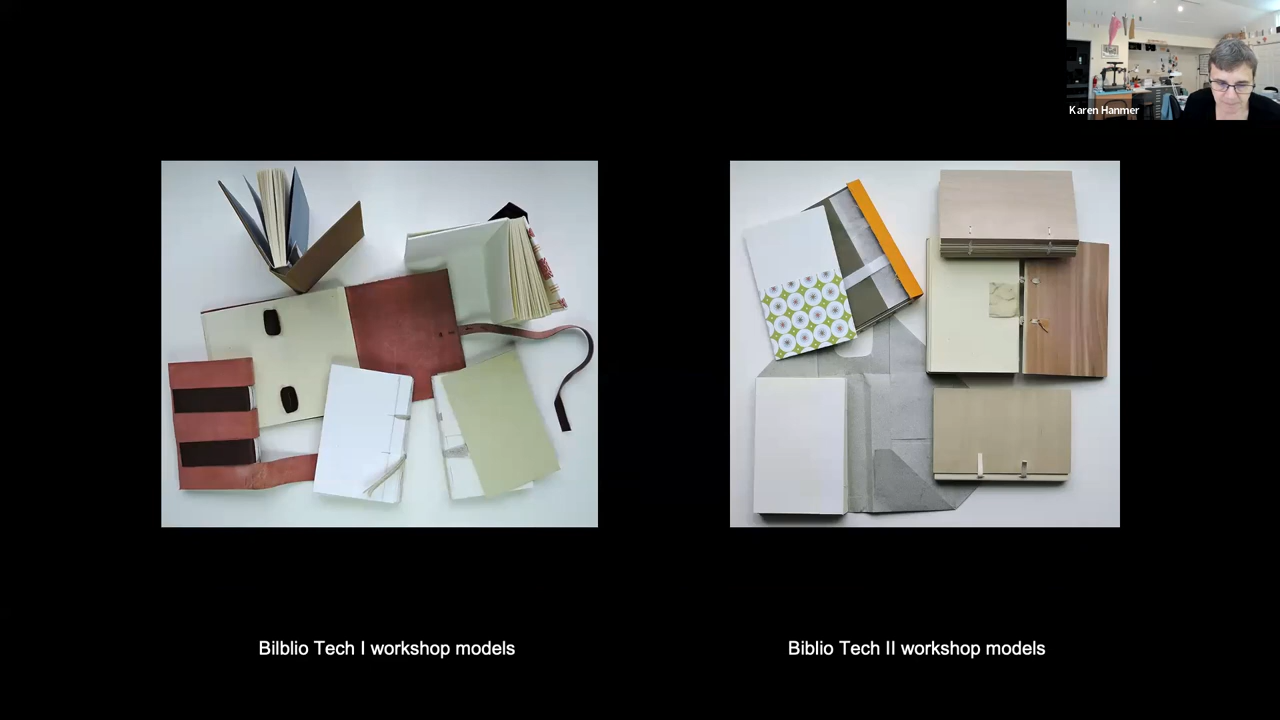 Karen Hanmer
Bilblio Tech I workshop models
Biblio Tech II workshop models